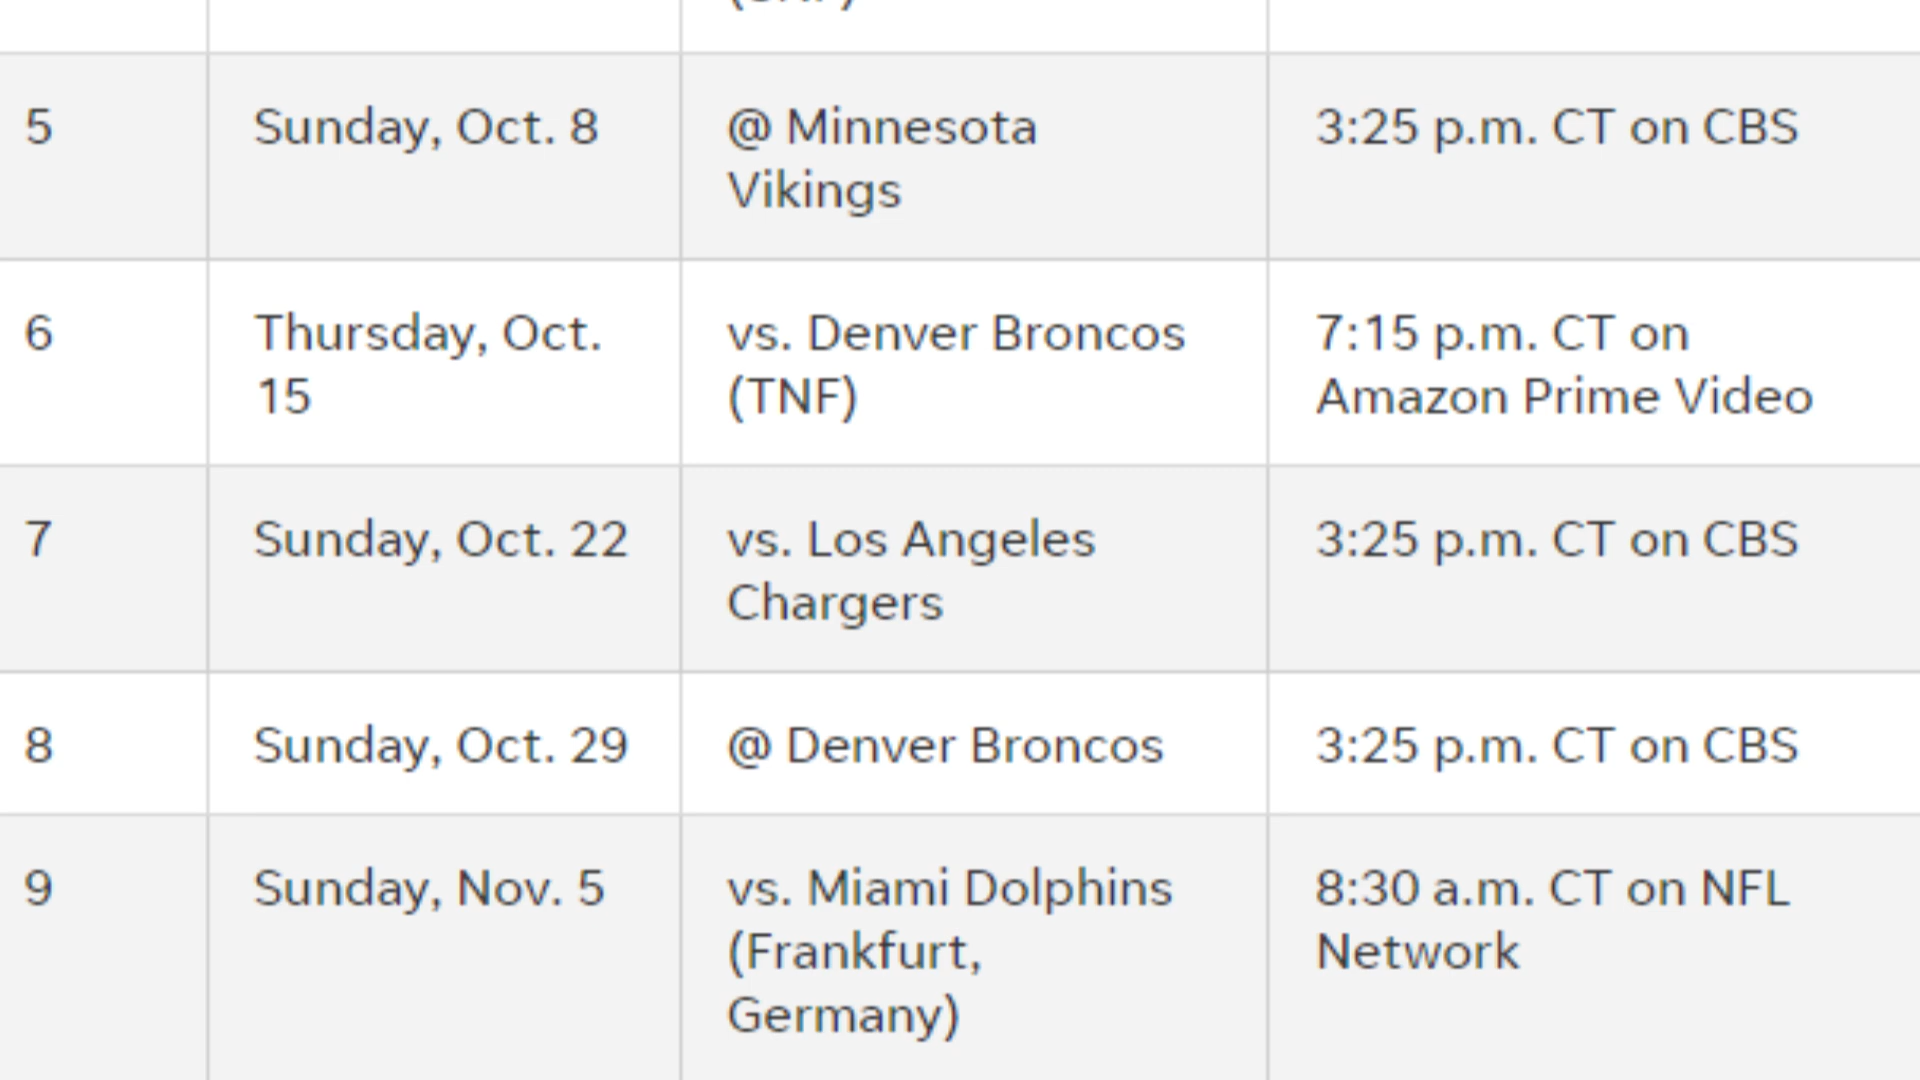 5 Sunday, Oct. 8 @ Minnesota 3:25 p.m. CT on CBS
Vikings
6 Thursday, Oct. vs. Denver Broncos 7:15 p.m. CT on
15 (TNF) Amazon Prime Video
7 Sunday, Oct. 22 vs. Los Angeles 3:25 p.m. CT on CBS
Chargers
8 Sunday, Oct. 29 @ Denver Broncos 3:25 p.m. CT on CBS
9 Sunday, Nov. 5 vs. Miami Dolphins 8:30 a.m. CT on NFL
(Frankfurt, Network
Germany)